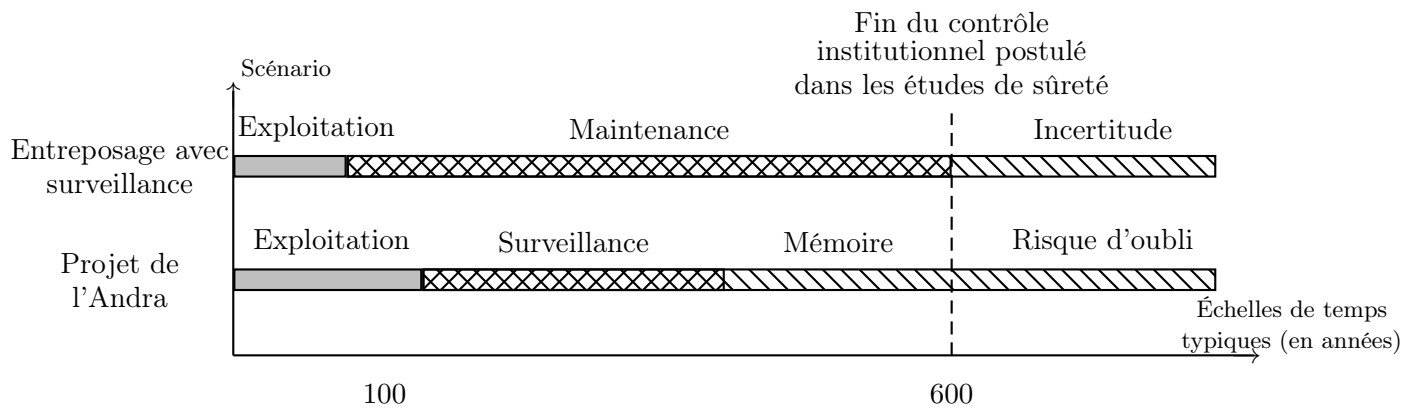 Fin du contrôle
institutionnel postulé
dans les études de sûreté
Scénario
Exploitation
Maintenance
Incertitude
Entreposage avec
surveillance
Exploitation
Surveillance
Mémoire
Risque d'oubli
Projet de
l'Andra
Échelles de temps
typiques (en années)
100
600